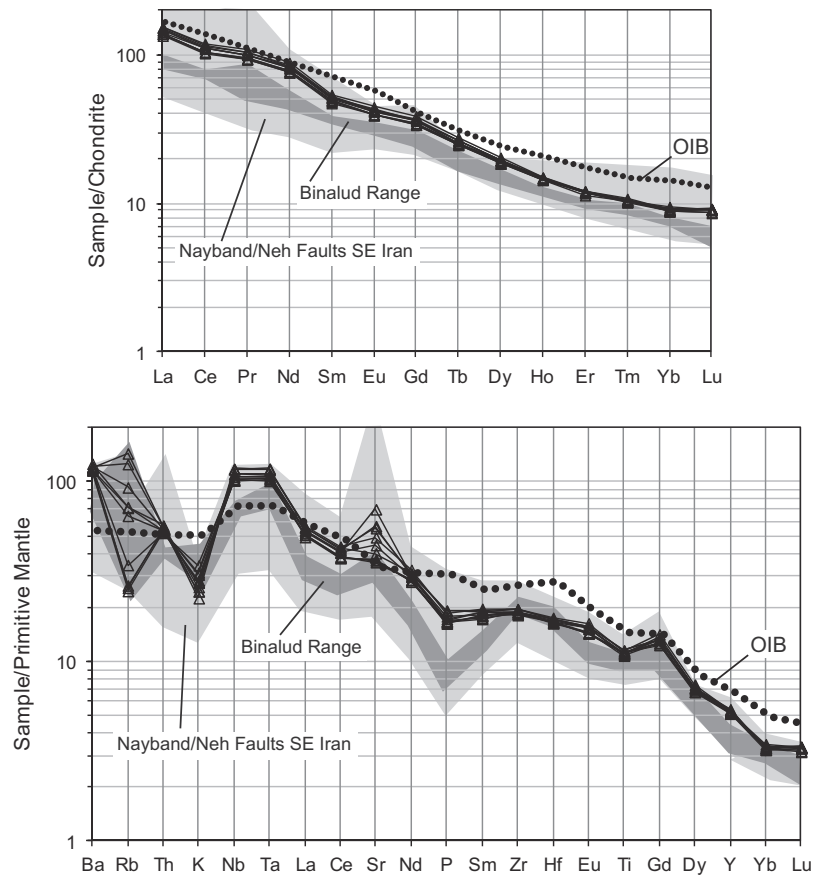 100
10
1
Sample/Chondrite
OIB
Binalud Range
Nayband/Neh Faults SE Iran
La Ce Pr Nd Sm Eu Gd Tb Dy Ho Er Tm Yb Lu
100
10
1
Sample/Primitive Mantle
OIB
Binalud Range
Nayband/Neh Faults SE Iran
Ba Rb Th K Nb Ta La Ce Sr Nd P Sm Zr Hf Eu Ti Gd Dy Y Yb Lu